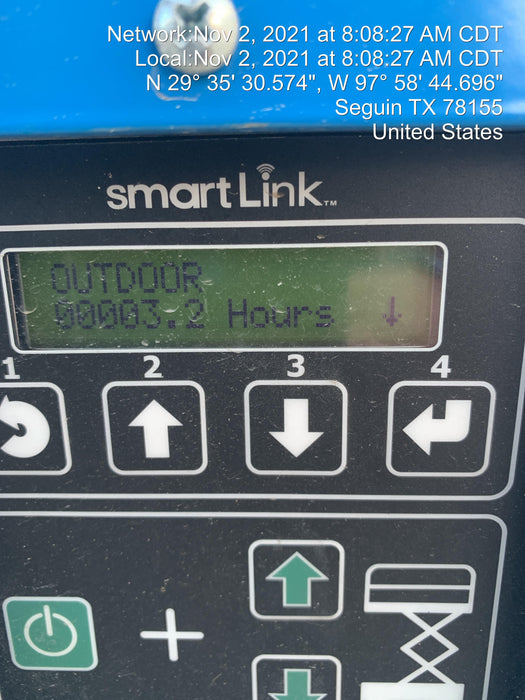 Network:Nov 2, 2021 at 8:08:27 AM CDT
Local:Nov 2, 2021 at 8:08:27 AM CDT
N 29° 35' 30.574", W 97° 58' 44.696"
Seguin TX 78155
United States
smartLink™
OUTDOOR
00003.2 Hours ↓
1 2 3 4